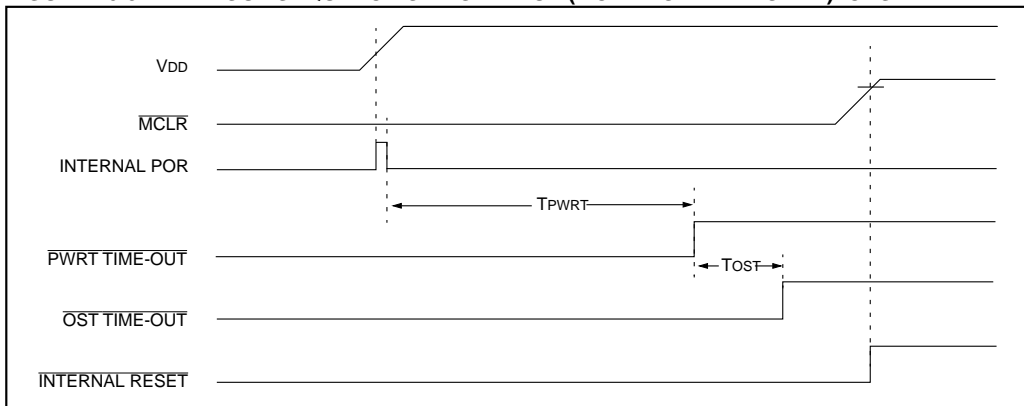 VDD
MCLR
INTERNAL POR
TPWRT
PWRT TIME-OUT
TOST
OST TIME-OUT
INTERNAL RESET